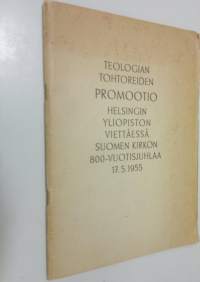 TEOLOGIAN
TOHTOREIDEN
PROMOOTIO
HELSINGIN
YLIOPISTON
VIETTÄESSÄ
SUOMEN KIRKON
800-VUOTISJUHLAA
17.5.1955